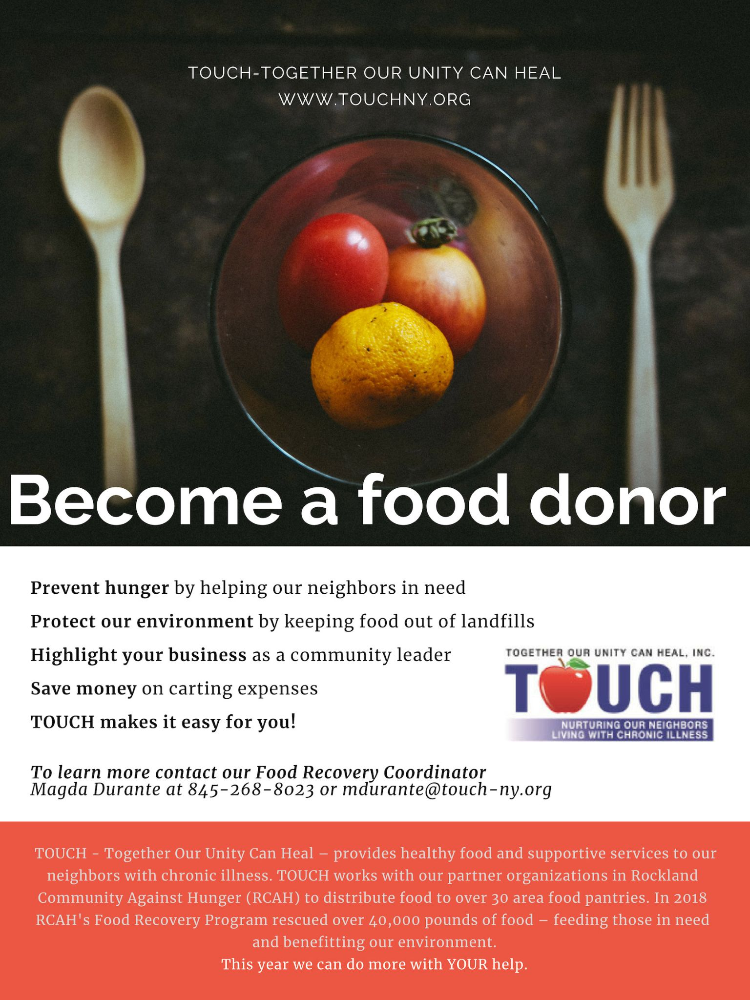 TOUCH-TOGETHER OUR UNITY CAN HEAL
WWW.TOUCHNY.ORG
Become a food donor
Prevent hunger by helping our neighbors in need
Protect our environment by keeping food out of landfills
Highlight your business as a community leader
Save money on carting expenses
TOUCH makes it easy for you!
TOGETHER OUR UNITY CAN HEAL, INC.
TOUCH
NURTURING OUR NEIGHBORS
LIVING WITH CHRONIC ILLNESS
To learn more contact our Food Recovery Coordinator
Magda Durante at 845-268-8023 or mdurante@touch-ny.org
TOUCH - Together Our Unity Can Heal – provides healthy food and supportive services to our
neighbors with chronic illness. TOUCH works with our partner organizations in Rockland
Community Against Hunger (RCAH) to distribute food to over 30 area food pantries. In 2018
RCAH's Food Recovery Program rescued over 40,000 pounds of food – feeding those in need
and benefitting our environment.
This year we can do more with YOUR help.